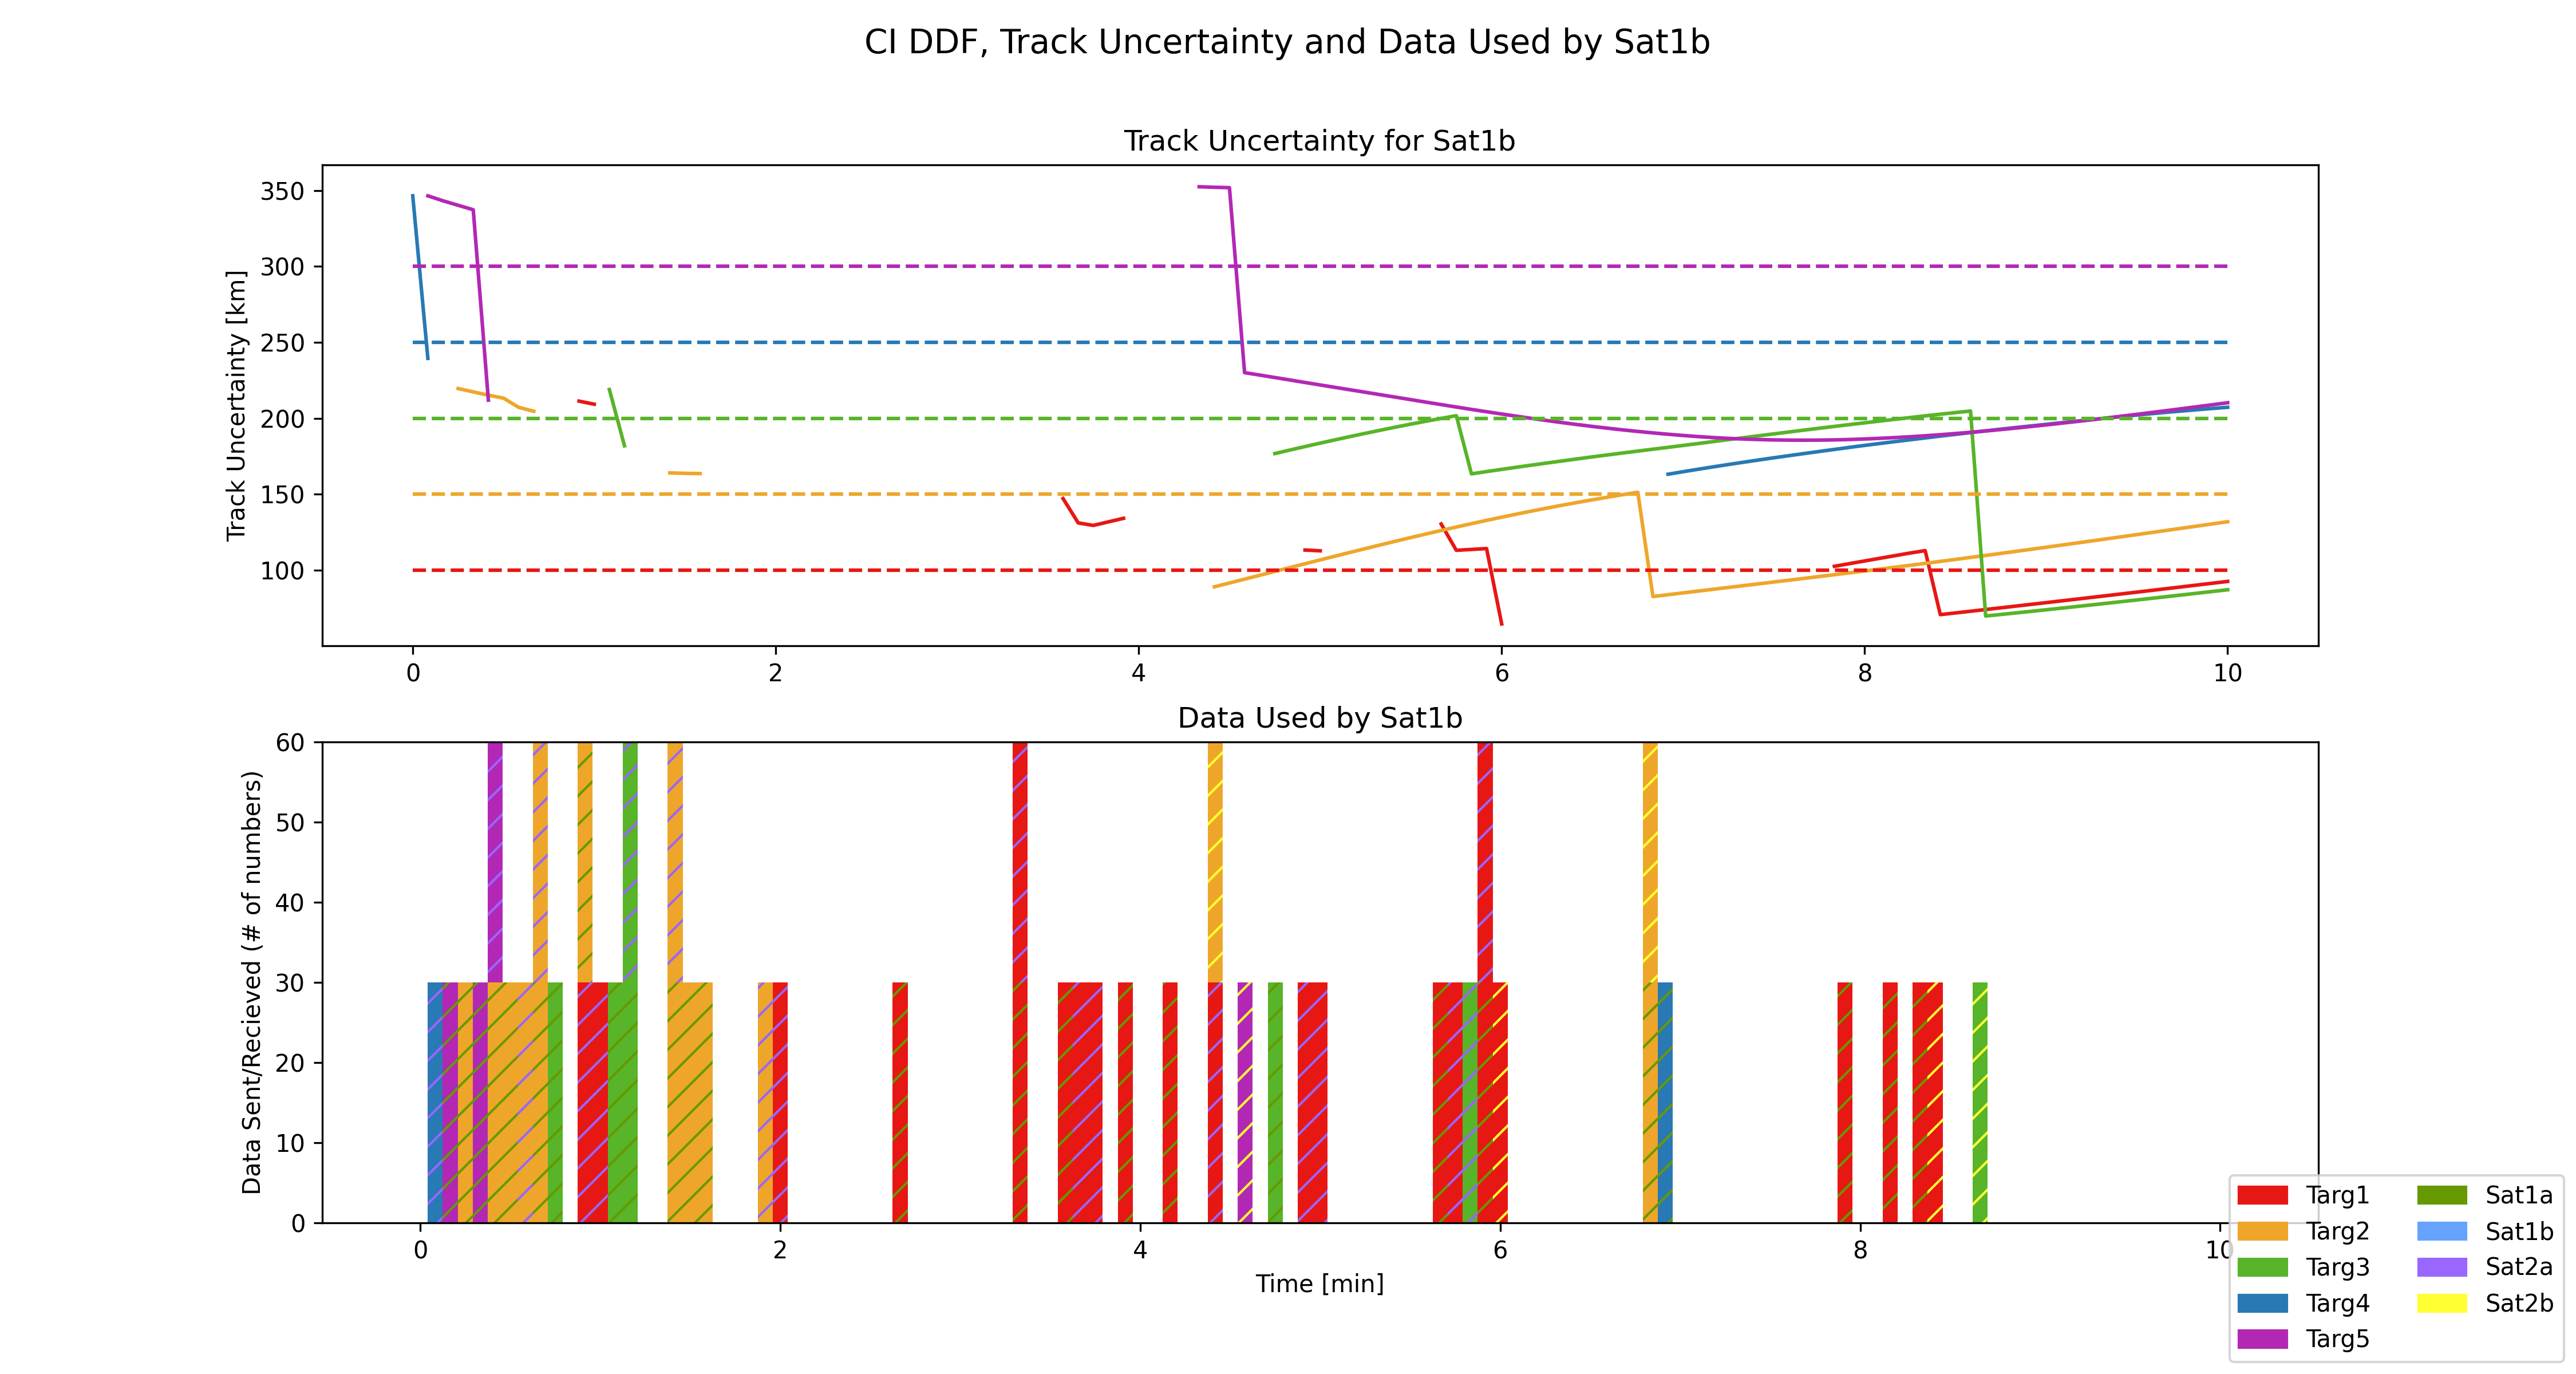 CI DDF, Track Uncertainty and Data Used by Sat1b
Track Uncertainty for Sat1b
Track Uncertainty [km]
350
300
250
200
150
100
0 2 4 6 8 10
Data Used by Sat1b
Data Sent/Recieved (# of numbers)
60
50
40
30
20
10
0
0 2 4 6 8 10
Time [min]
Targ1 Sat1a
Targ2 Sat1b
Targ3 Sat2a
Targ4 Sat2b
Targ5